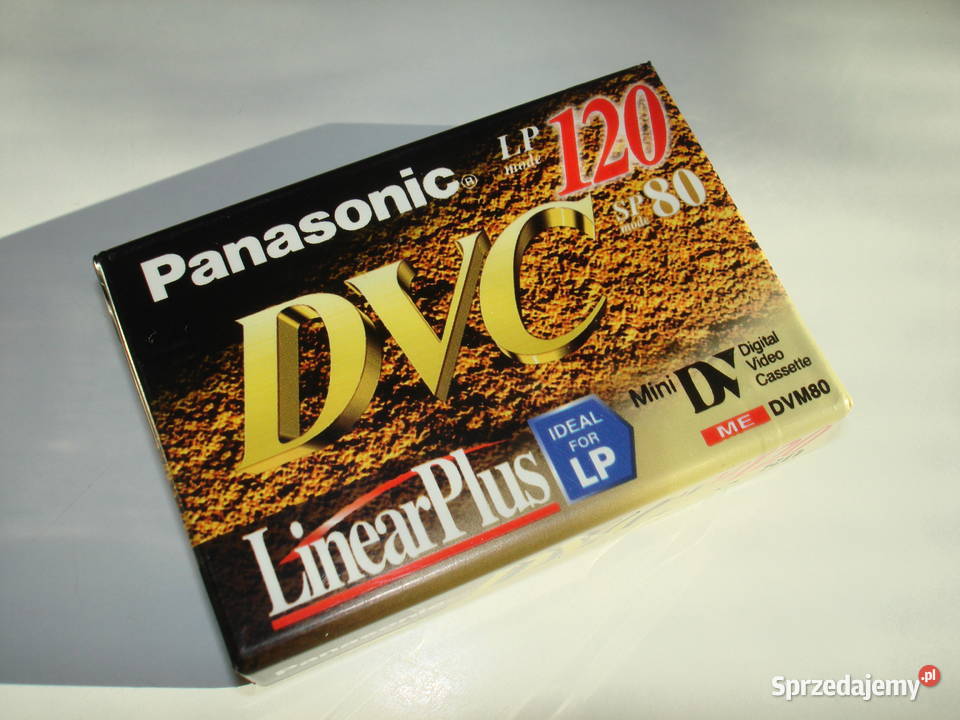 Panasonic®
LP mode 120
SP mode 80
DVC
Mini DV Digital Video Cassette
ME DVM80
IDEAL FOR LP
LinearPlus
Panasonic
Sprzedajemy.pl